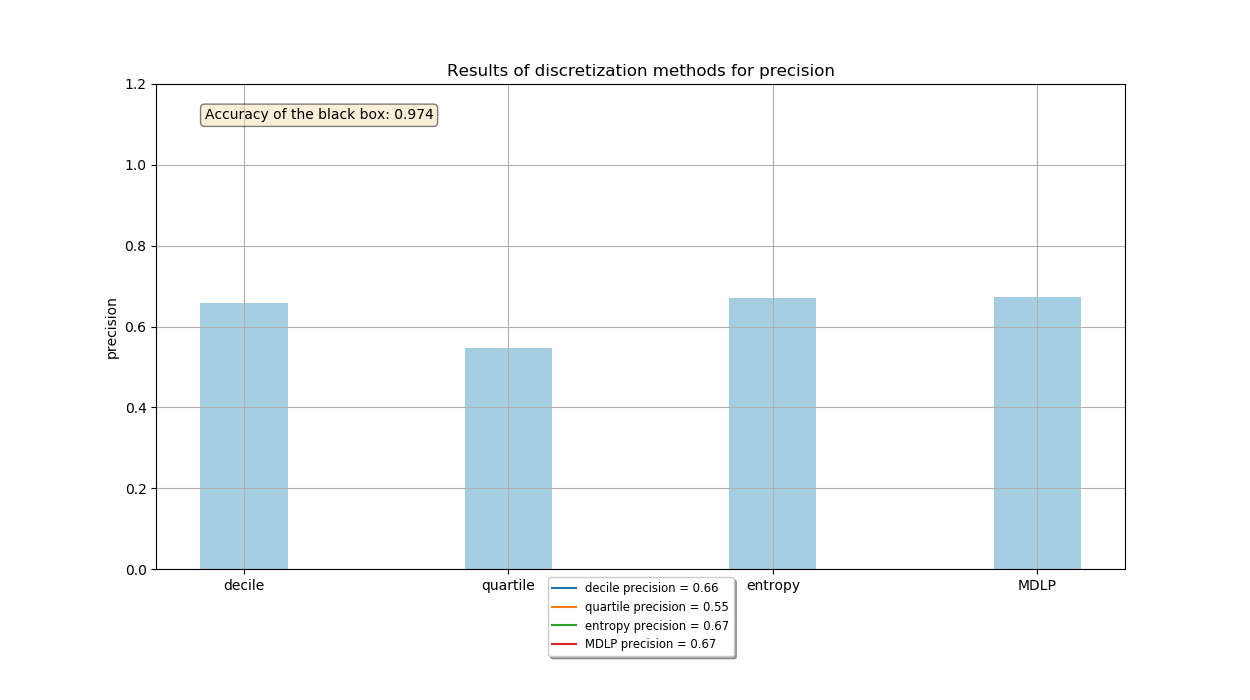 Results of discretization methods for precision
1.2
Accuracy of the black box: 0.974
1.0
0.8
0.6
precision
0.4
0.2
0.0
decile quartile entropy MDLP
decile precision = 0.66
quartile precision = 0.55
entropy precision = 0.67
MDLP precision = 0.67